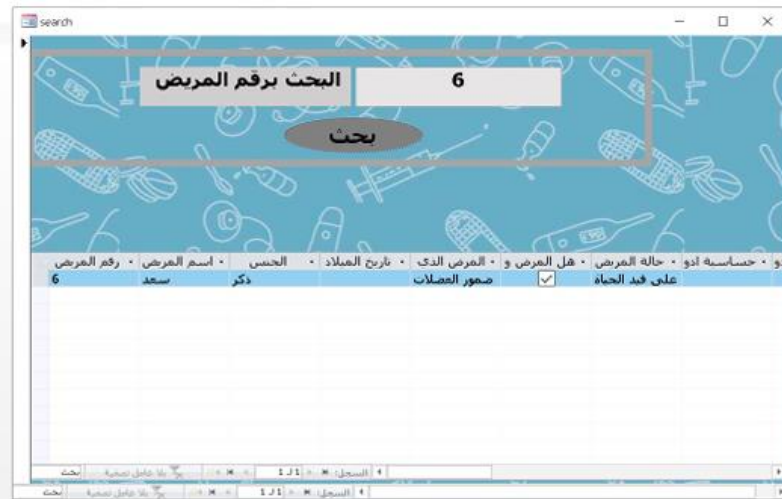 search
البحث برقم المريض 6
بحث
رقم المريض اسم المريض الجنس تاريخ الميلاد المرض الذى هل المرض و حالة المريض حساسية ادو
6 سعد ذكر صمور العضلات على قيد الحياة
السجل: 1 لـ 1 بلا عامل تصفية بحث
السجل: 1 لـ 1 بلا عامل تصفية بحث